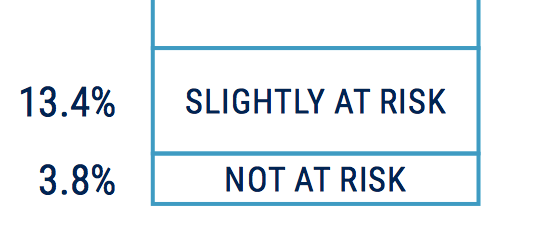 13.4% SLIGHTLY AT RISK
3.8% NOT AT RISK